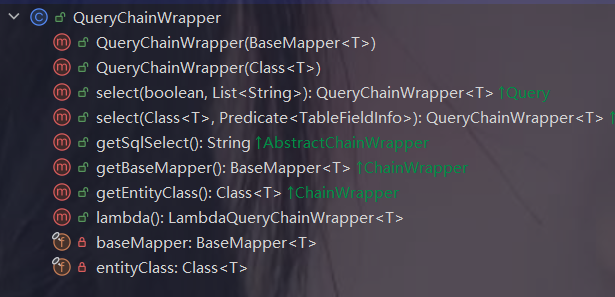 QueryChainWrapper
QueryChainWrapper(BaseMapper<T>)
QueryChainWrapper(Class<T>)
select(boolean, List<String>): QueryChainWrapper<T> ↑Query
select(Class<T>, Predicate<TableFieldInfo>): QueryChainWrapper<T> ↑
getSqlSelect(): String ↑AbstractChainWrapper
getBaseMapper(): BaseMapper<T> ↑ChainWrapper
getEntityClass(): Class<T> ↑ChainWrapper
lambda(): LambdaQueryChainWrapper<T>
baseMapper: BaseMapper<T>
entityClass: Class<T>